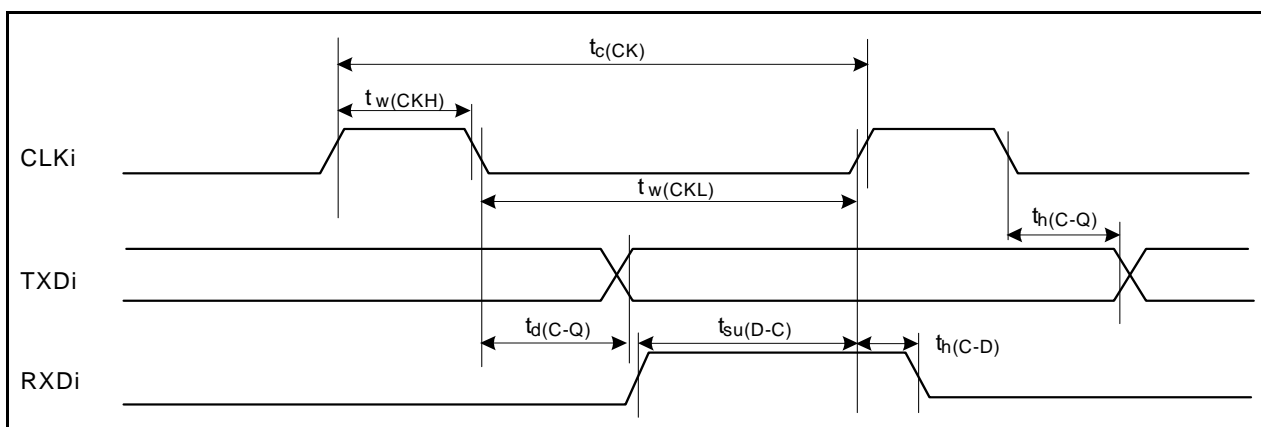 tc(CK)
tw(CKH)
CLKi
tw(CKL)
th(C-Q)
TXDi
td(C-Q)
tsu(D-C)
th(C-D)
RXDi